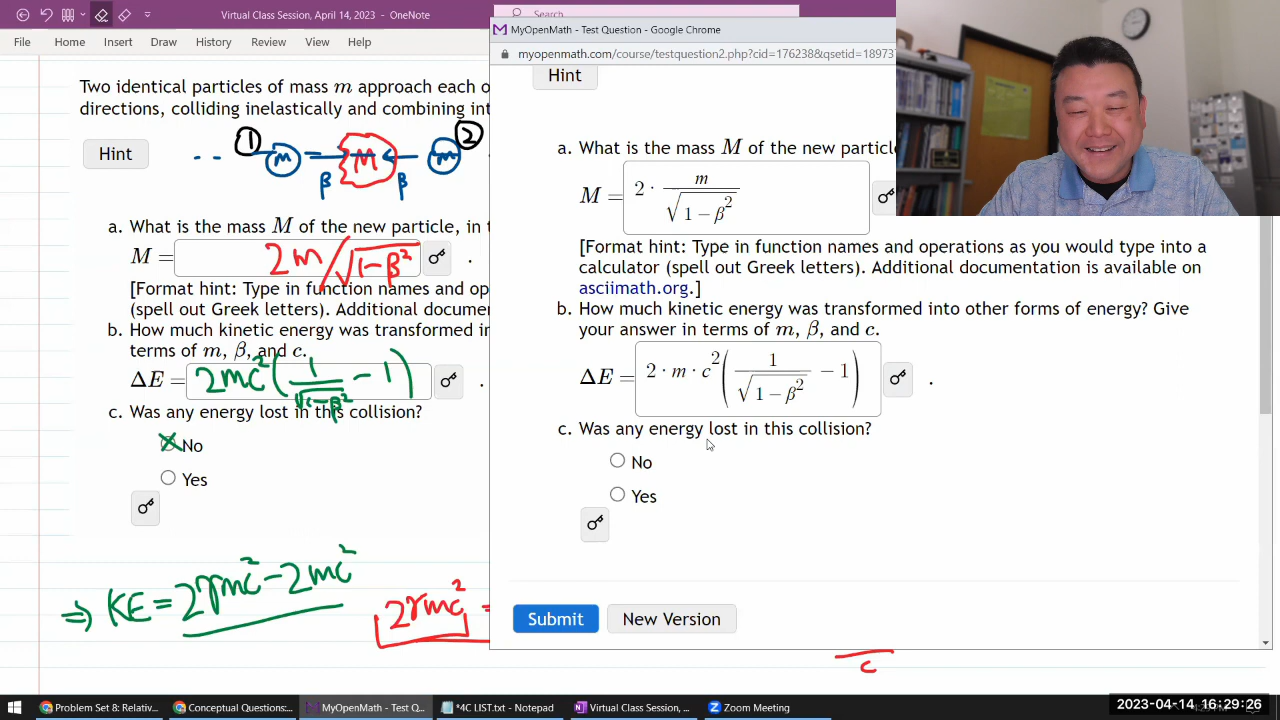 Virtual Class Session, April 14, 2023 - OneNote
Search
File Home Insert Draw History Review View Help
Two identical particles of mass m approach each o
directions, colliding inelastically and combining int
Hint
1 m M m 2
β β
a. What is the mass M of the new particle, in t
M = 2m/√(1-β²) .
[Format hint: Type in function names and ope
(spell out Greek letters). Additional documen
b. How much kinetic energy was transformed in
terms of m, β, and c.
ΔE = 2mc²(1/√(1-β²) - 1) .
c. Was any energy lost in this collision?
No
Yes
⇒ KE = 2γmc² - 2mc²
2γmc² =
c
MyOpenMath - Test Question - Google Chrome
myopenmath.com/course/testquestion2.php?cid=176238&qsetid=18973
Hint
a. What is the mass M of the new particle
M = 2 · m/√(1-β²)
[Format hint: Type in function names and operations as you would type into a
calculator (spell out Greek letters). Additional documentation is available on
asciimath.org.]
b. How much kinetic energy was transformed into other forms of energy? Give
your answer in terms of m, β, and c.
ΔE = 2 · m · c² (1/√(1-β²) - 1) .
c. Was any energy lost in this collision?
No
Yes
Submit New Version
Problem Set 8: Relativ... Conceptual Questions:... MyOpenMath - Test Q... *4C LIST.txt - Notepad Virtual Class Session, ... Zoom Meeting
2023-04-14 16:29:26